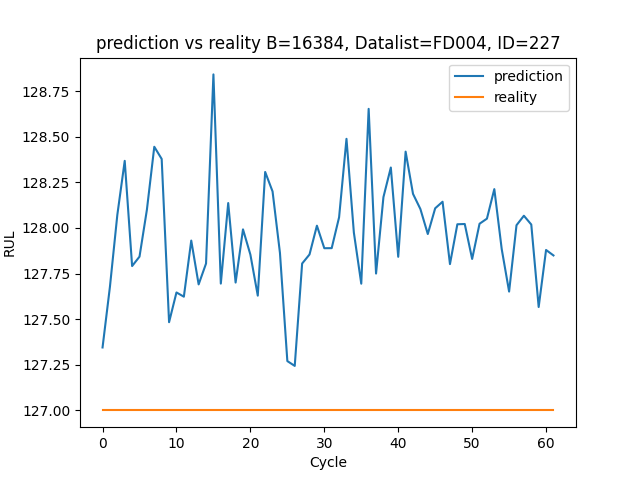 prediction vs reality B=16384, Datalist=FD004, ID=227
prediction
reality
128.75
128.50
128.25
128.00
127.75
127.50
127.25
127.00
RUL
0 10 20 30 40 50 60
Cycle